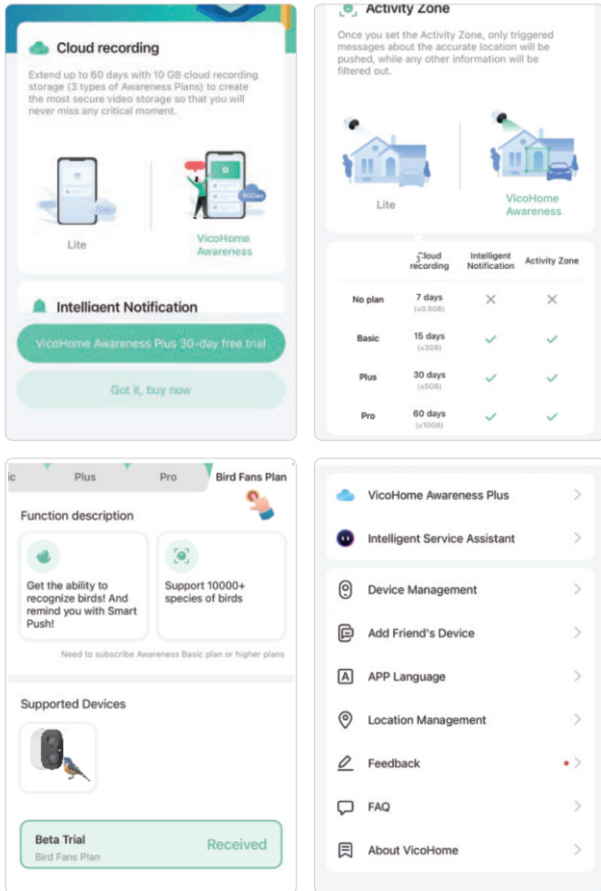 Cloud recording
Extend up to 60 days with 10 GB cloud recording
storage (3 types of Awareness Plans) to create
the most secure video storage so that you will
never miss any critical moment.
60Day
Lite
VicoHome
Awareness
Intelligent Notification
VicoHome Awareness Plus 30-day free trial
Got it, buy now
Activity Zone
Once you set the Activity Zone, only triggered
messages about the accurate location will be
pushed, while any other information will be
filtered out.
Lite
VicoHome
Awareness
3
Cloud
recording
Intelligent
Notification
Activity Zone
No plan
7 days
(≤0.5GB)
Basic
15 days
(≤3GB)
Plus
30 days
(≤5GB)
Pro
60 days
(≤10GB)
ic
Plus
Pro
Bird Fans Plan
Function description
Get the ability to
recognize birds! And
remind you with Smart
Push!
Support 10000+
species of birds
Need to subscribe Awareness Basic plan or higher plans
Supported Devices
Beta Trial
Bird Fans Plan
Received
VicoHome Awareness Plus
Intelligent Service Assistant
Device Management
Add Friend's Device
A
APP Language
Location Management
Feedback
FAQ
About VicoHome